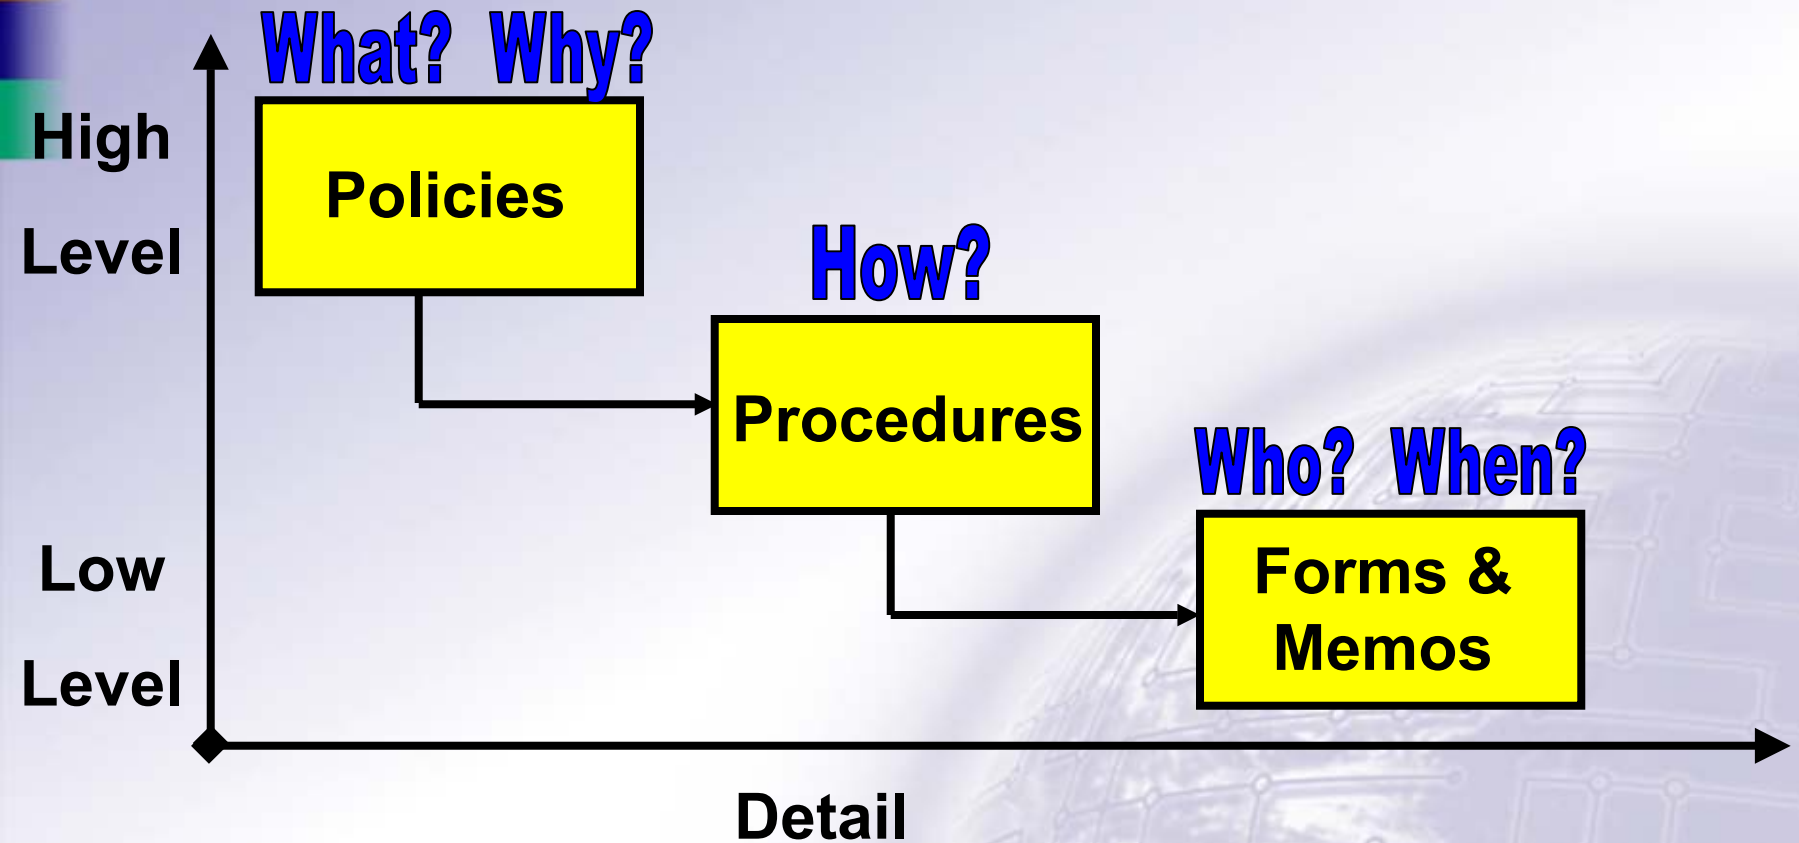 What? Why?
High
Level
Policies
How?
Procedures
Who? When?
Low
Level
Forms &
Memos
Detail